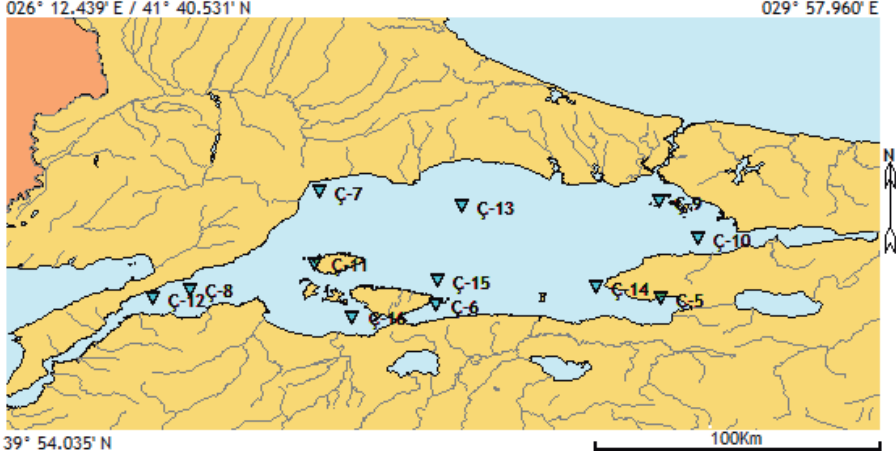 026° 12.439' E / 41° 40.531' N
029° 57.960' E
N
Ç-7
Ç-13
Ç-9
Ç-10
Ç-11
Ç-15
Ç-14
Ç-8
Ç-12
Ç-6
Ç-5
Ç-16
39° 54.035' N
100Km